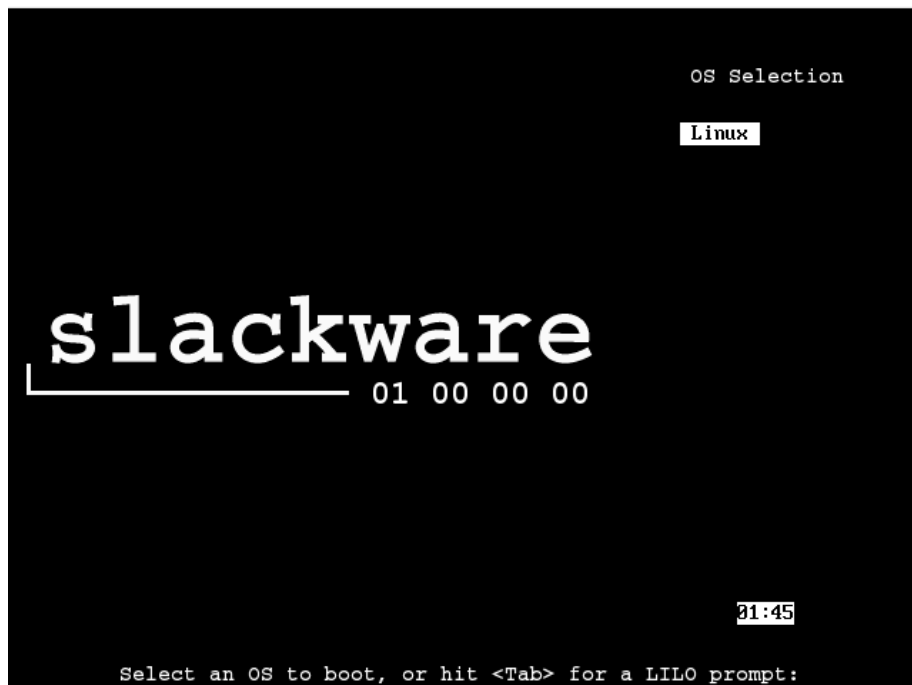 OS Selection
Linux
slackware
01 00 00 00
01:45
Select an OS to boot, or hit <Tab> for a LILO prompt: